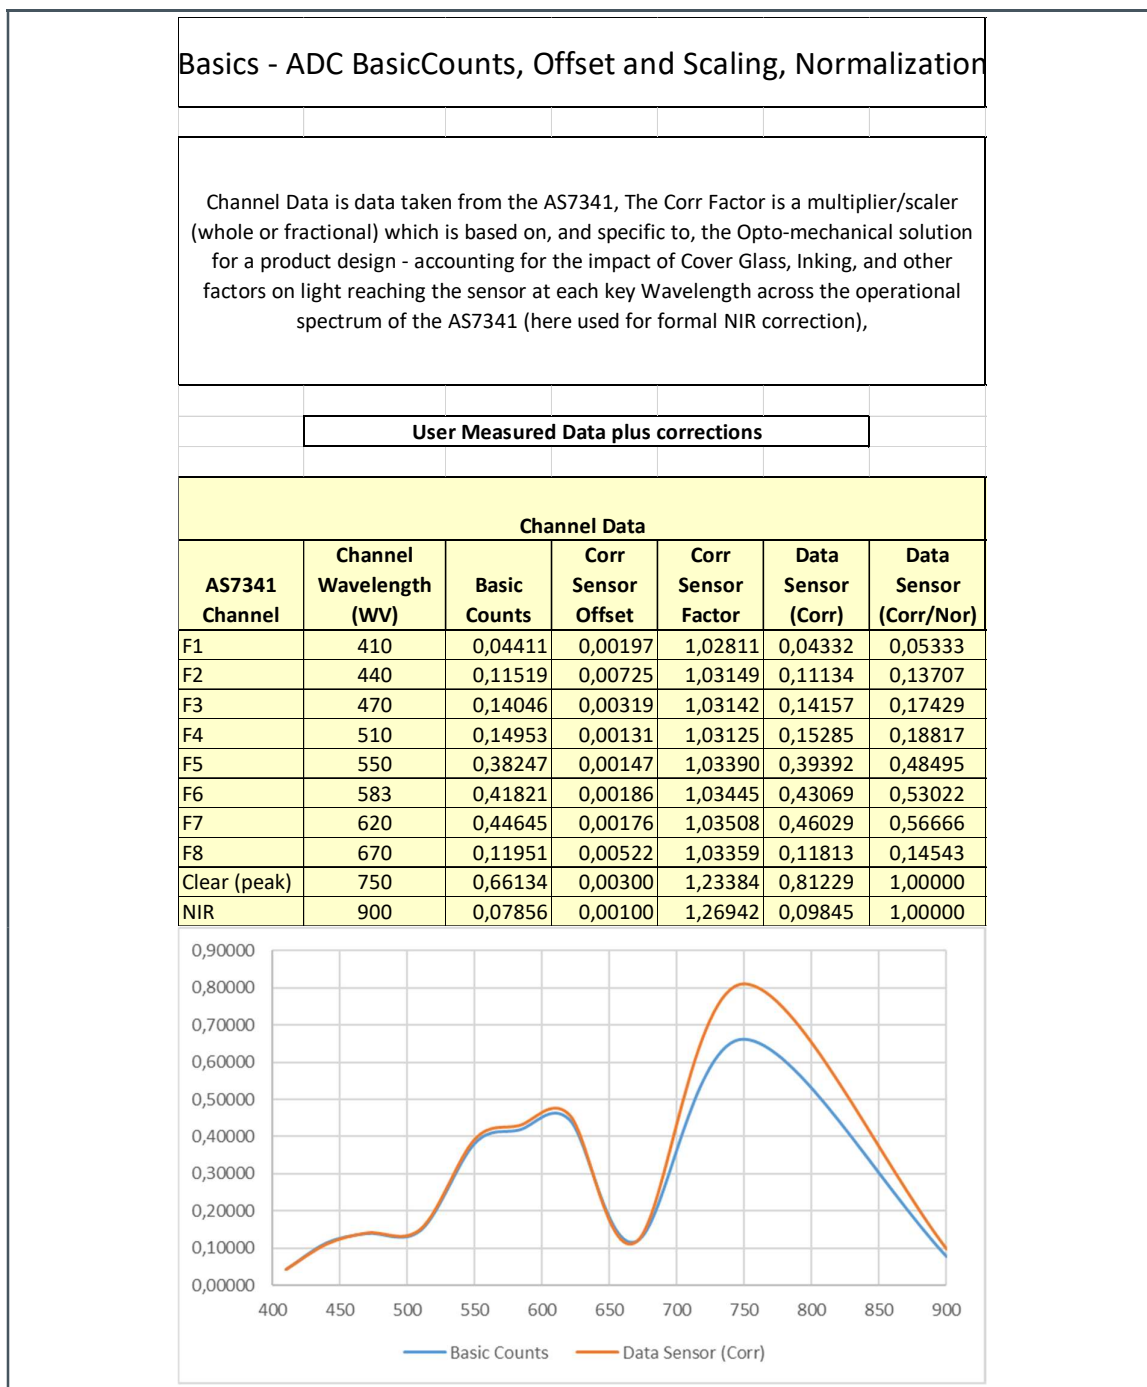 Basics - ADC BasicCounts, Offset and Scaling, Normalization
Channel Data is data taken from the AS7341, The Corr Factor is a multiplier/scaler
(whole or fractional) which is based on, and specific to, the Opto-mechanical solution
for a product design - accounting for the impact of Cover Glass, Inking, and other
factors on light reaching the sensor at each key Wavelength across the operational
spectrum of the AS7341 (here used for formal NIR correction),
User Measured Data plus corrections
Channel Data
AS7341 Channel Channel Wavelength (WV) Basic Counts Corr Sensor Offset Corr Sensor Factor Data Sensor (Corr) Data Sensor (Corr/Nor)
F1 410 0,04411 0,00197 1,02811 0,04332 0,05333
F2 440 0,11519 0,00725 1,03149 0,11134 0,13707
F3 470 0,14046 0,00319 1,03142 0,14157 0,17429
F4 510 0,14953 0,00131 1,03125 0,15285 0,18817
F5 550 0,38247 0,00147 1,03390 0,39392 0,48495
F6 583 0,41821 0,00186 1,03445 0,43069 0,53022
F7 620 0,44645 0,00176 1,03508 0,46029 0,56666
F8 670 0,11951 0,00522 1,03359 0,11813 0,14543
Clear (peak) 750 0,66134 0,00300 1,23384 0,81229 1,00000
NIR 900 0,07856 0,00100 1,26942 0,09845 1,00000
0,90000
0,80000
0,70000
0,60000
0,50000
0,40000
0,30000
0,20000
0,10000
0,00000
400 450 500 550 600 650 700 750 800 850 900
Basic Counts Data Sensor (Corr)